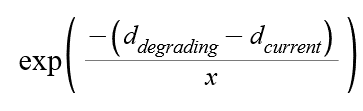 exp( −(d_degrading − d_current) / x )